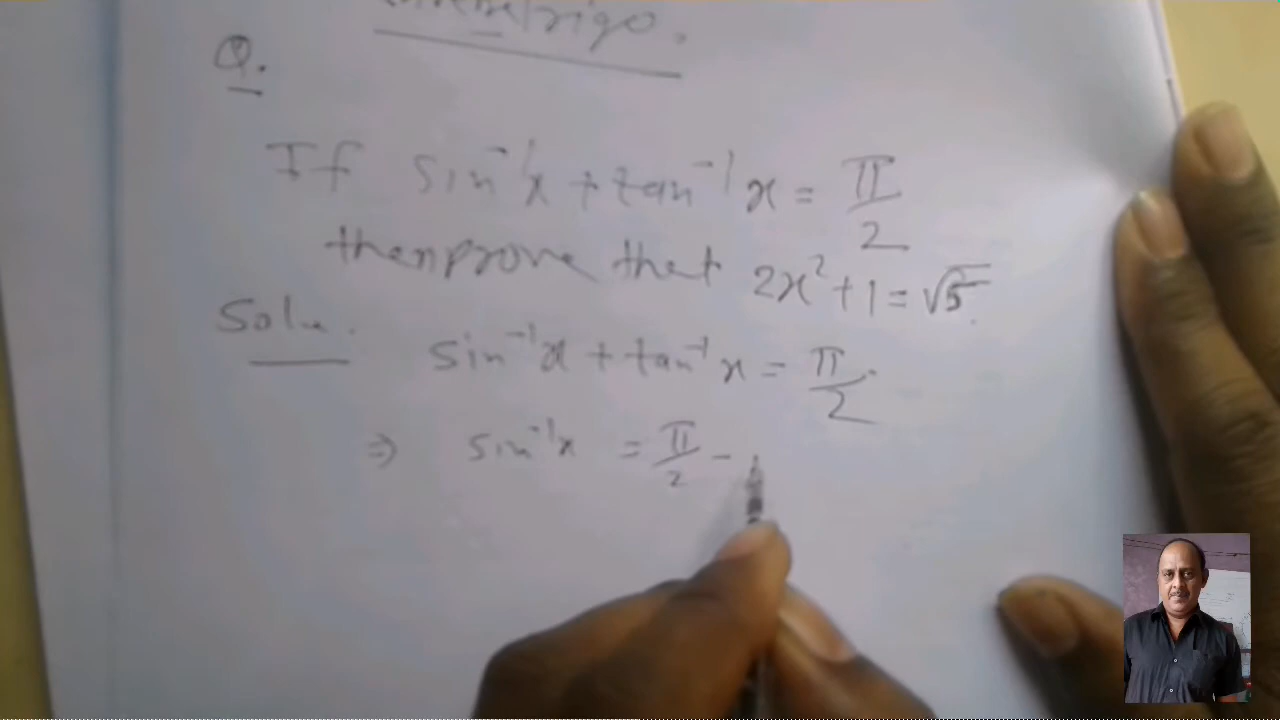 Q.
If sin⁻¹x + tan⁻¹x = π/2
then prove that 2x² + 1 = √5.
Soln.
sin⁻¹x + tan⁻¹x = π/2.
⇒ sin⁻¹x = π/2 -